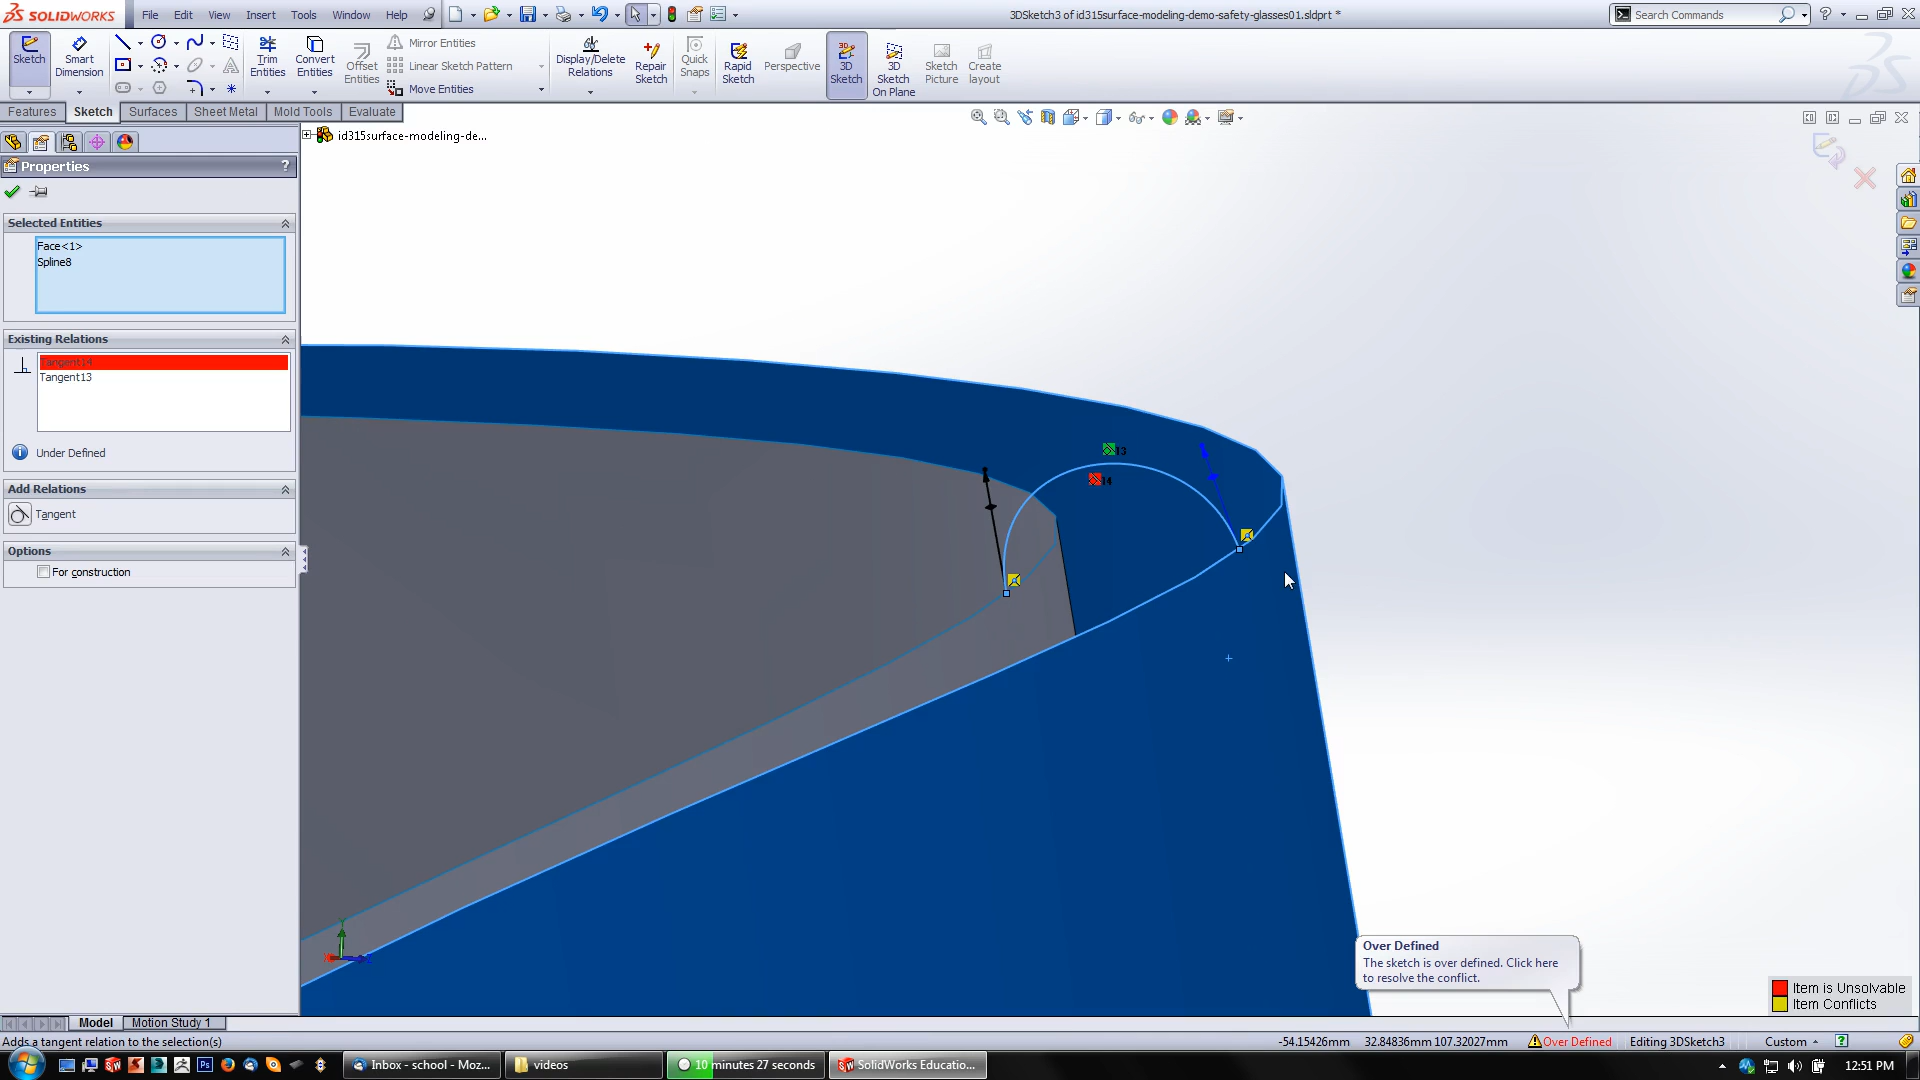 SOLIDWORKS
File Edit View Insert Tools Window Help
3DSketch3 of id315surface-modeling-demo-safety-glasses01.sldprt *
Search Commands
Sketch
Smart Dimension
Trim Entities
Convert Entities
Offset Entities
Mirror Entities
Linear Sketch Pattern
Move Entities
Display/Delete Relations
Repair Sketch
Quick Snaps
Rapid Sketch
Perspective
3D Sketch
3D Sketch On Plane
Sketch Picture
Create layout
Features Sketch Surfaces Sheet Metal Mold Tools Evaluate
id315surface-modeling-de...
Properties ?
Selected Entities
Face<1>
Spline8
Existing Relations
Tangent14
Tangent13
Under Defined
Add Relations
Tangent
Options
For construction
13
14
Over Defined
The sketch is over defined. Click here
to resolve the conflict.
Item is Unsolvable
Item Conflicts
Model Motion Study 1
Adds a tangent relation to the selection(s)
-54.15426mm 32.84836mm 107.32027mm Over Defined Editing 3DSketch3 Custom
Inbox - school - Moz...
videos
10 minutes 27 seconds
SolidWorks Educatio...
12:51 PM